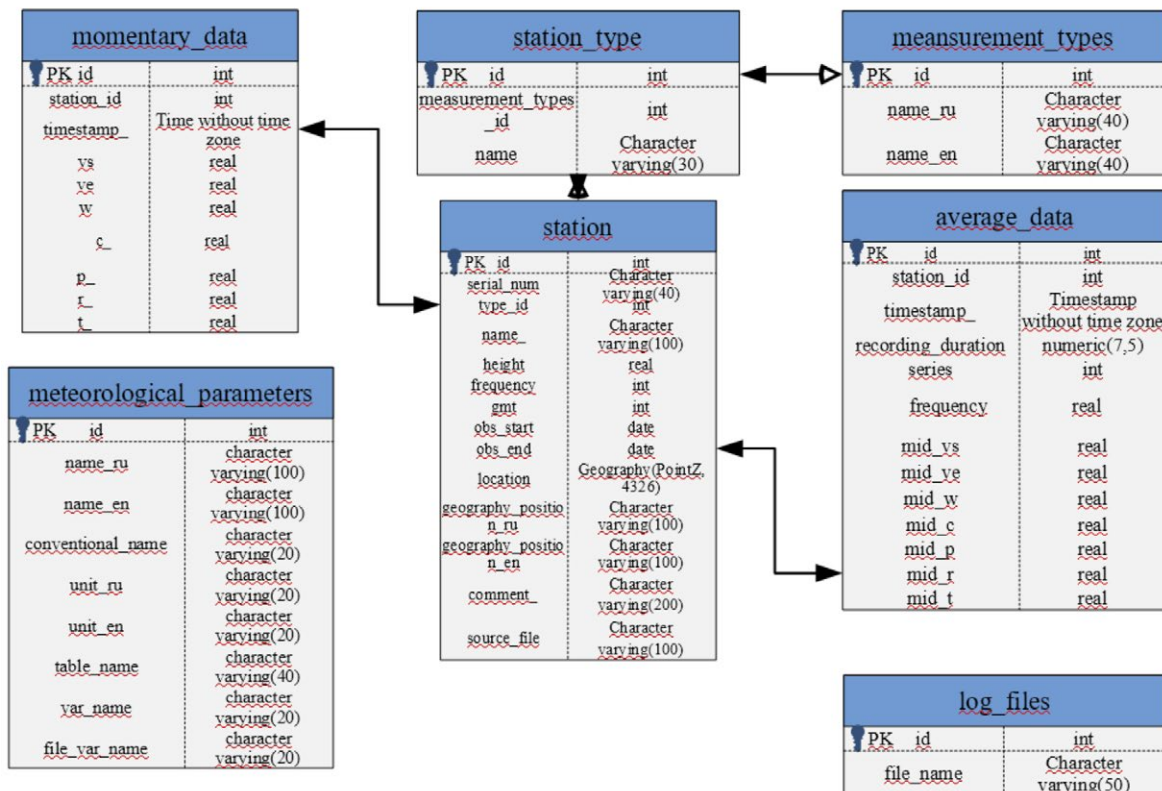 momentary_data
PK id int
station_id int
timestamp_ Time without time
zone
vs real
ve real
w real
c_ real
p_ real
r_ real
t_ real
station_type
PK id int
measurement_types
_id int
name Character
varying(30)
meansurement_types
PK id int
name_ru Character
varying(40)
name_en Character
varying(40)
station
PK id int
serial_num Character
varying(40)
type_id int
name_ Character
varying(100)
height real
frequency int
gmt int
obs_start date
obs_end date
location Geography(PointZ,
4326)
geography_positio
n_ru Character
varying(100)
geography_positio
n_en Character
varying(100)
comment_ Character
varying(200)
source_file Character
varying(100)
average_data
PK id int
station_id int
timestamp_ Timestamp
without time zone
recording_duration numeric(7,5)
series int
frequency real
mid_vs real
mid_ve real
mid_w real
mid_c real
mid_p real
mid_r real
mid_t real
meteorological_parameters
PK id int
name_ru character
varying(100)
name_en character
varying(100)
conventional_name character
varying(20)
unit_ru character
varying(20)
unit_en character
varying(20)
table_name character
varying(40)
var_name character
varying(20)
file_var_name character
varying(20)
log_files
PK id int
file_name Character
varying(50)